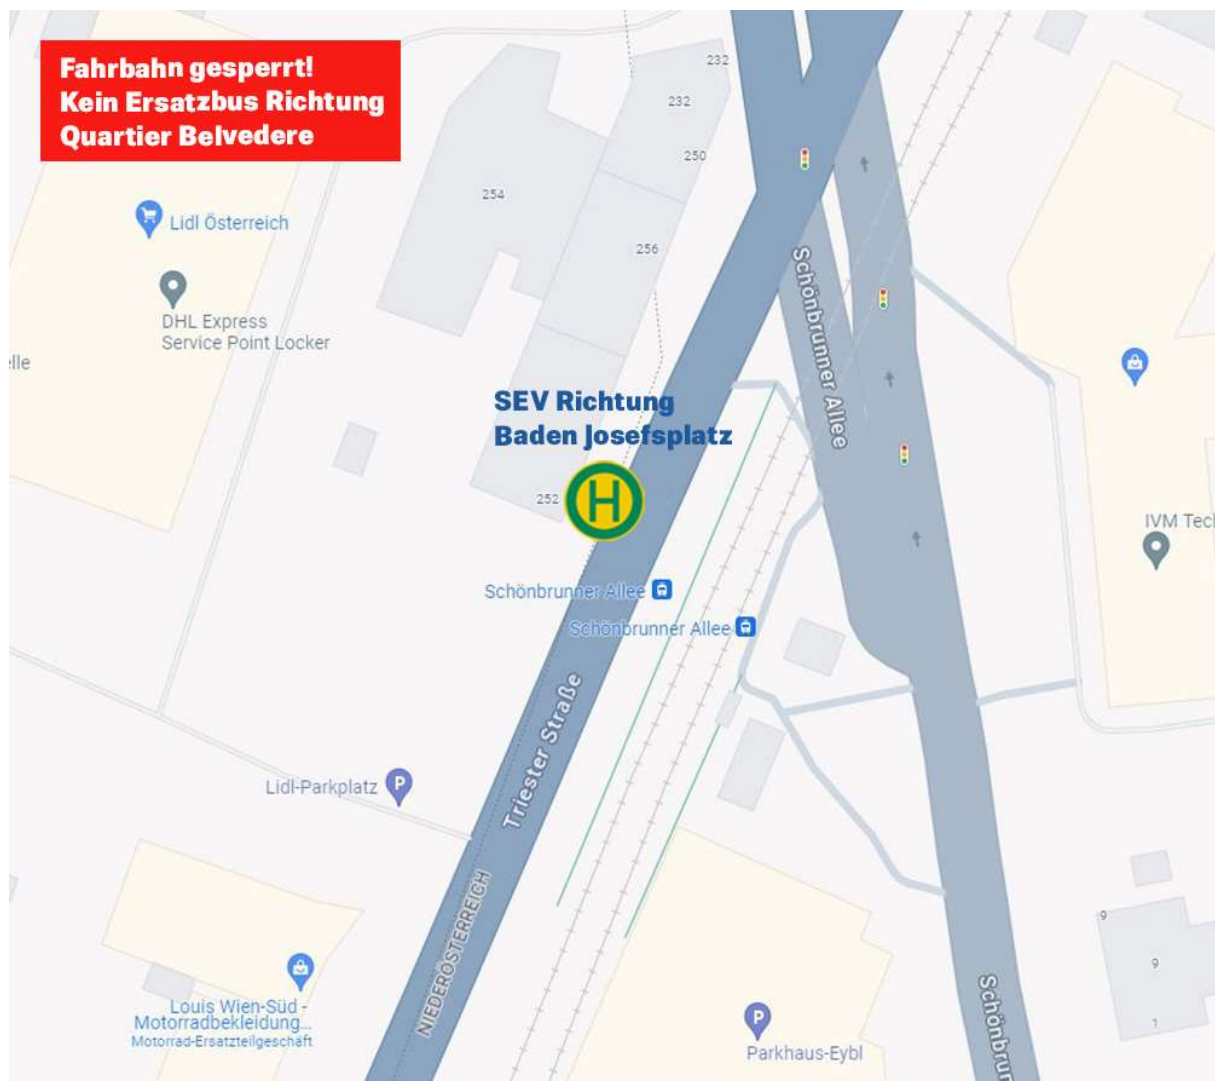 Fahrbahn gesperrt!
Kein Ersatzbus Richtung
Quartier Belvedere
232
232
250
254
256
Lidl Österreich
DHL Express
Service Point Locker
elle
Schönbrunner Allee
SEV Richtung
Baden Josefsplatz
252
H
IVM Tec
Schönbrunner Allee
Schönbrunner Allee
Triester Straße
Lidl-Parkplatz
P
NIEDERÖSTERREICH
9
9
1
Louis Wien-Süd -
Motorradbekleidung...
Motorrad-Ersatzteilgeschäft
P
Parkhaus-Eybl
Schönbrun